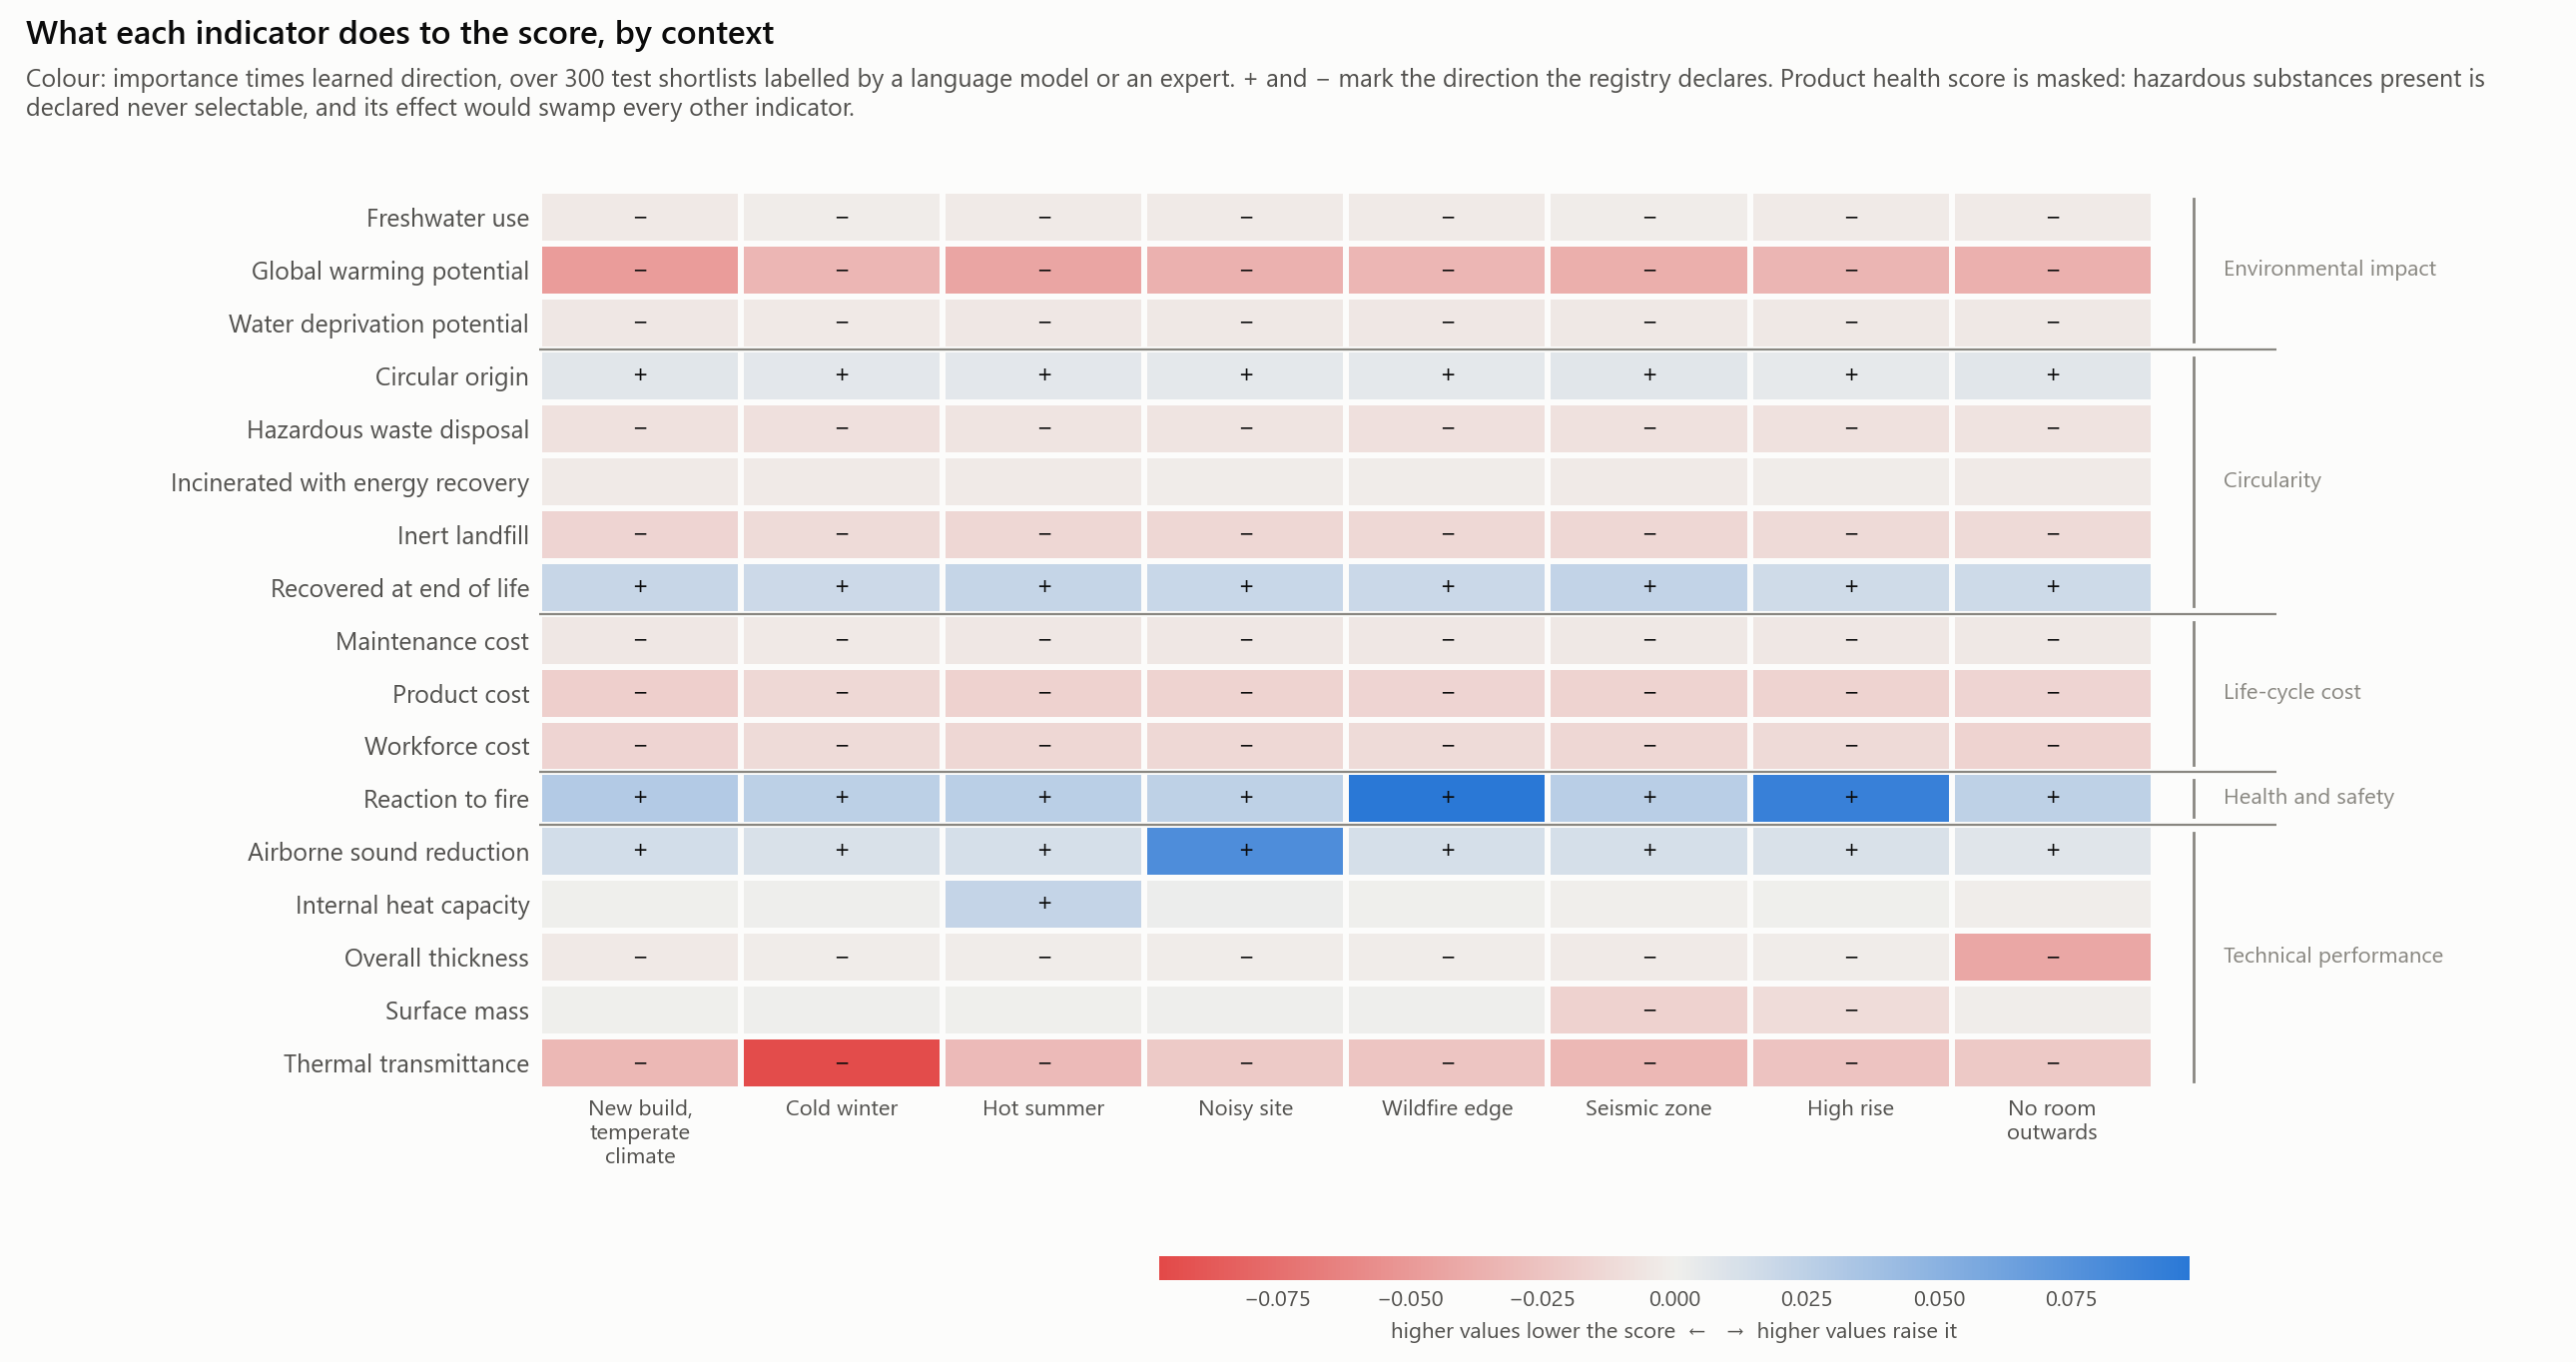 What each indicator does to the score, by context
Colour: importance times learned direction, over 300 test shortlists labelled by a language model or an expert. + and − mark the direction the registry declares. Product health score is masked: hazardous substances present is
declared never selectable, and its effect would swamp every other indicator.
Freshwater use − − − − − − − −
Global warming potential − − − − − − − − Environmental impact
Water deprivation potential − − − − − − − −
Circular origin + + + + + + + +
Hazardous waste disposal − − − − − − − −
Incinerated with energy recovery Circularity
Inert landfill − − − − − − − −
Recovered at end of life + + + + + + + +
Maintenance cost − − − − − − − −
Product cost − − − − − − − − Life-cycle cost
Workforce cost − − − − − − − −
Reaction to fire + + + + + + + + Health and safety
Airborne sound reduction + + + + + + + +
Internal heat capacity +
Overall thickness − − − − − − − − Technical performance
Surface mass − −
Thermal transmittance − − − − − − − −
New build,
temperate
climate
Cold winter
Hot summer
Noisy site
Wildfire edge
Seismic zone
High rise
No room
outwards
−0.075 −0.050 −0.025 0.000 0.025 0.050 0.075
higher values lower the score ← → higher values raise it